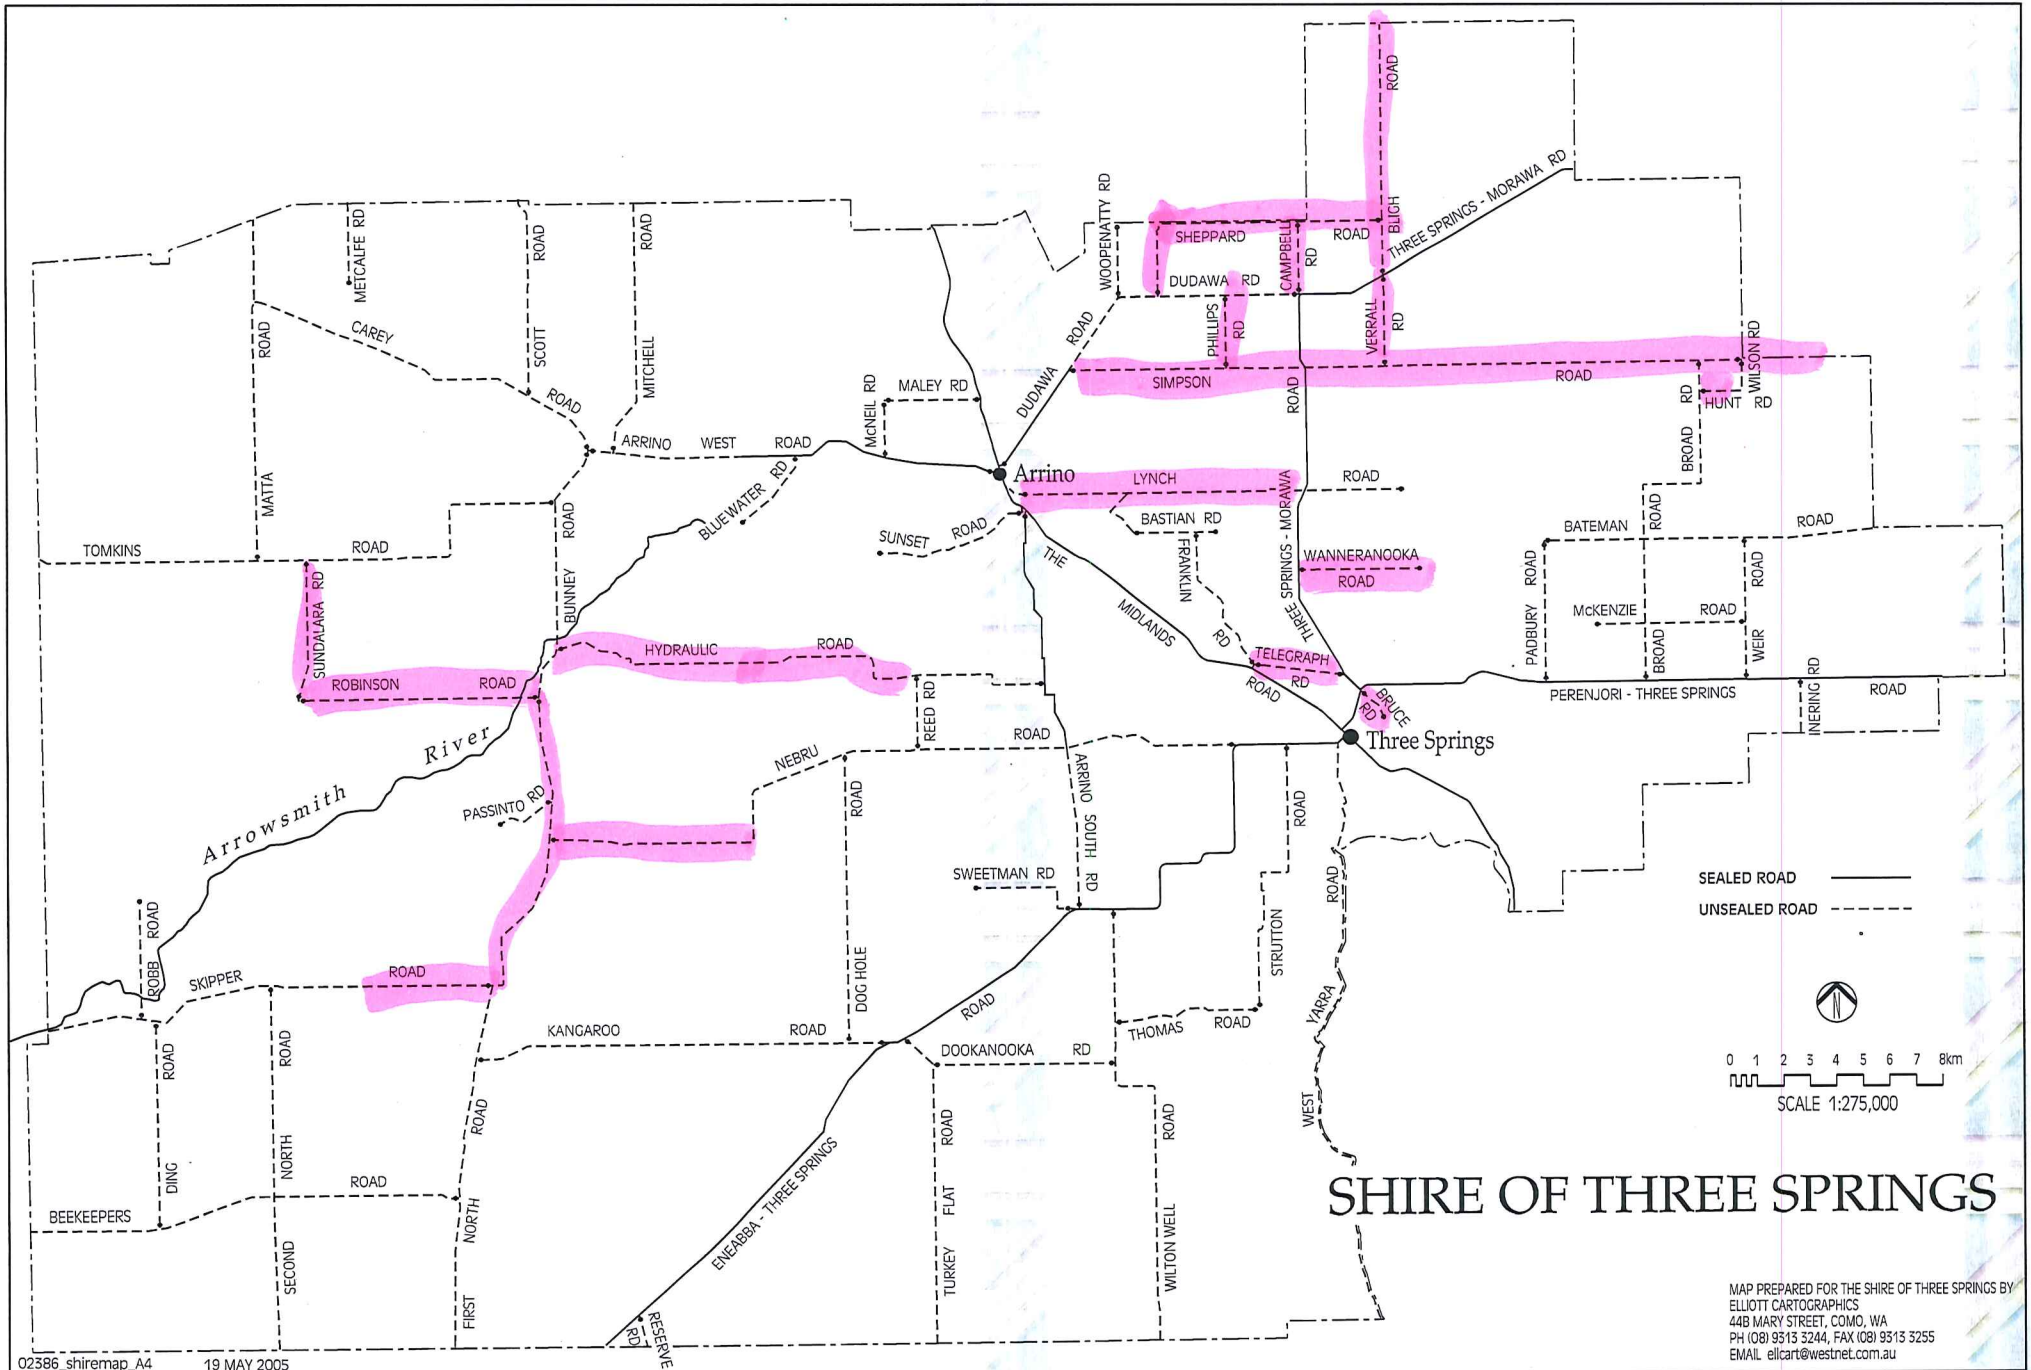 ROAD
THREE SPRINGS - MORAWA RD
BLIGH
WOOPENATTY RD
SHEPPARD
ROAD
CAMPBELL
RD
METCALFE RD
ROAD
ROAD
DUDAWA RD
ROAD
CAREY
SCOTT
MITCHELL
ROAD
PHILLIPS
RD
VERRALL
RD
WILSON RD
ROAD
MALEY RD
McNEIL RD
DUDAWA
SIMPSON
ROAD
ROAD
RD
HUNT RD
ARRINO WEST ROAD
BROAD
Arrino
LYNCH
ROAD
MATTA
BLUEWATER RD
ROAD
BASTIAN RD
THREE SPRINGS - MORAWA
ROAD
BATEMAN
ROAD
SUNSET ROAD
TOMKINS
ROAD
THE
FRANKLIN
WANNERANOOKA
ROAD
PADBURY ROAD
ROAD
SUNDALARA RD
BUNNEY
MIDLANDS
RD
McKENZIE
ROAD
HYDRAULIC
ROAD
TELEGRAPH
RD
ROAD
BROAD
WEIR
ROBINSON
ROAD
BRUCE
RD
PERENJORI - THREE SPRINGS
ROAD
INERING RD
REED RD
Arrowsmith River
NEBRU
ROAD
Three Springs
PASSINTO RD
ROAD
ARRINO SOUTH RD
ROAD
SWEETMAN RD
ROAD
SEALED ROAD
UNSEALED ROAD
ROBB ROAD
DOG HOLE
STRUTTON
SKIPPER
ROAD
ROAD
YARRA
N
KANGAROO
ROAD
THOMAS ROAD
ROAD
ROAD
DOOKANOOKA RD
0 1 2 3 4 5 6 7 8km
SCALE 1:275,000
ROAD
ROAD
ROAD
WEST
DING
NORTH
ROAD
ENEABBA - THREE SPRINGS
FLAT
SHIRE OF THREE SPRINGS
BEEKEEPERS
NORTH
WILTON WELL
SECOND
FIRST
TURKEY
RESERVE
RD
MAP PREPARED FOR THE SHIRE OF THREE SPRINGS BY
ELLIOTT CARTOGRAPHICS
44B MARY STREET, COMO, WA
PH (08) 9313 3244, FAX (08) 9313 3255
EMAIL ellcart@westnet.com.au
02386_shiremap_A4
19 MAY 2005